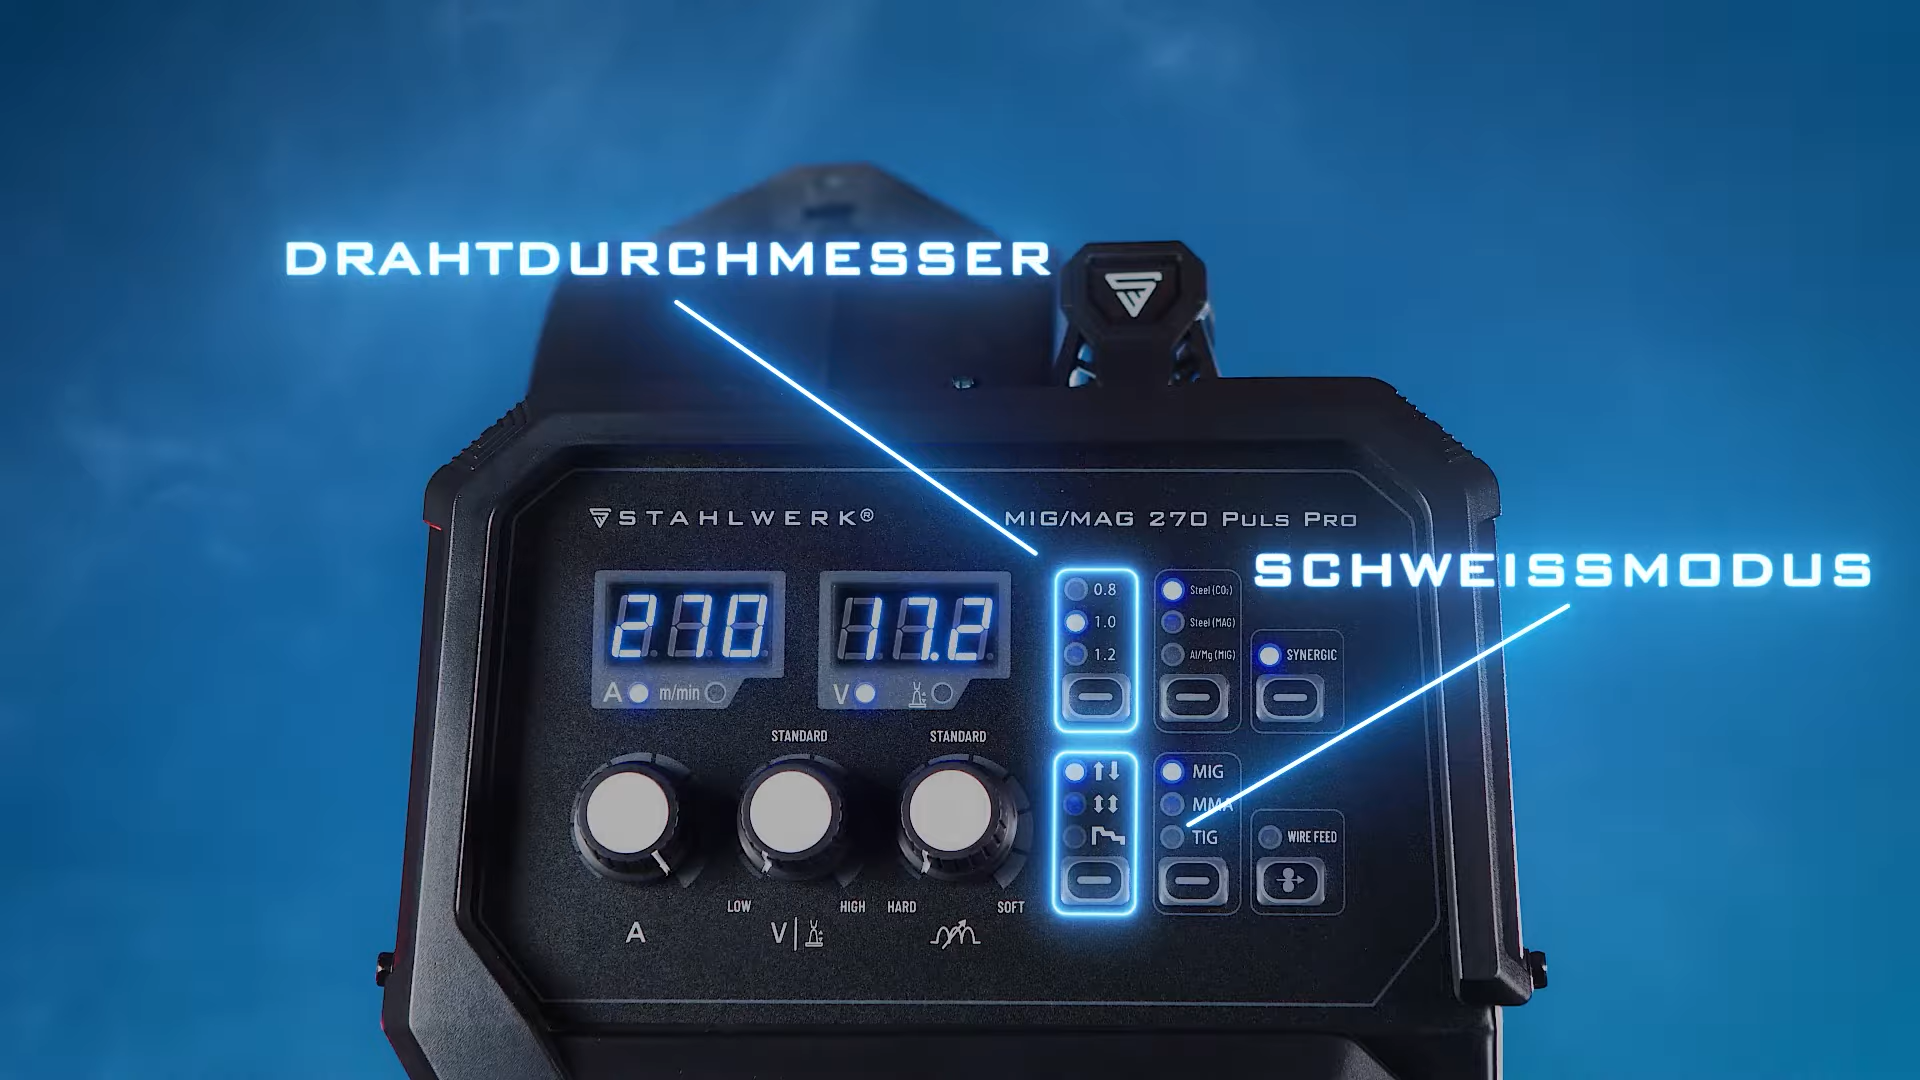 DRAHTDURCHMESSER
STAHLWERK®
MIG/MAG 270 PULS PRO
SCHWEISSMODUS
270
A m/min
17.2
V
0.8
1.0
1.2
Steel (CO₂)
Steel (MAG)
Al/Mg (MIG)
SYNERGIC
STANDARD
STANDARD
MIG
MMA
TIG
WIRE FEED
LOW
HIGH
HARD
SOFT
A
V